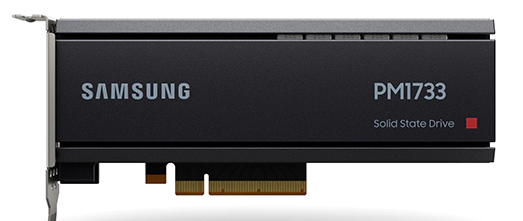 SAMSUNG
PM1733
Solid State Drive